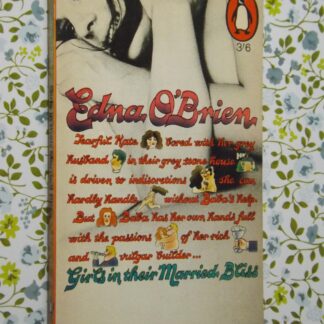 3'6
Edna O'Brien
Tearful Kate bored with her grey
husband in their grey stone house
is driven to indiscretions she can
hardly handle without Baba's help.
But Baba has her own hands full
with the passions of her rich
and vulgar builder...
Girls in their Married Bliss